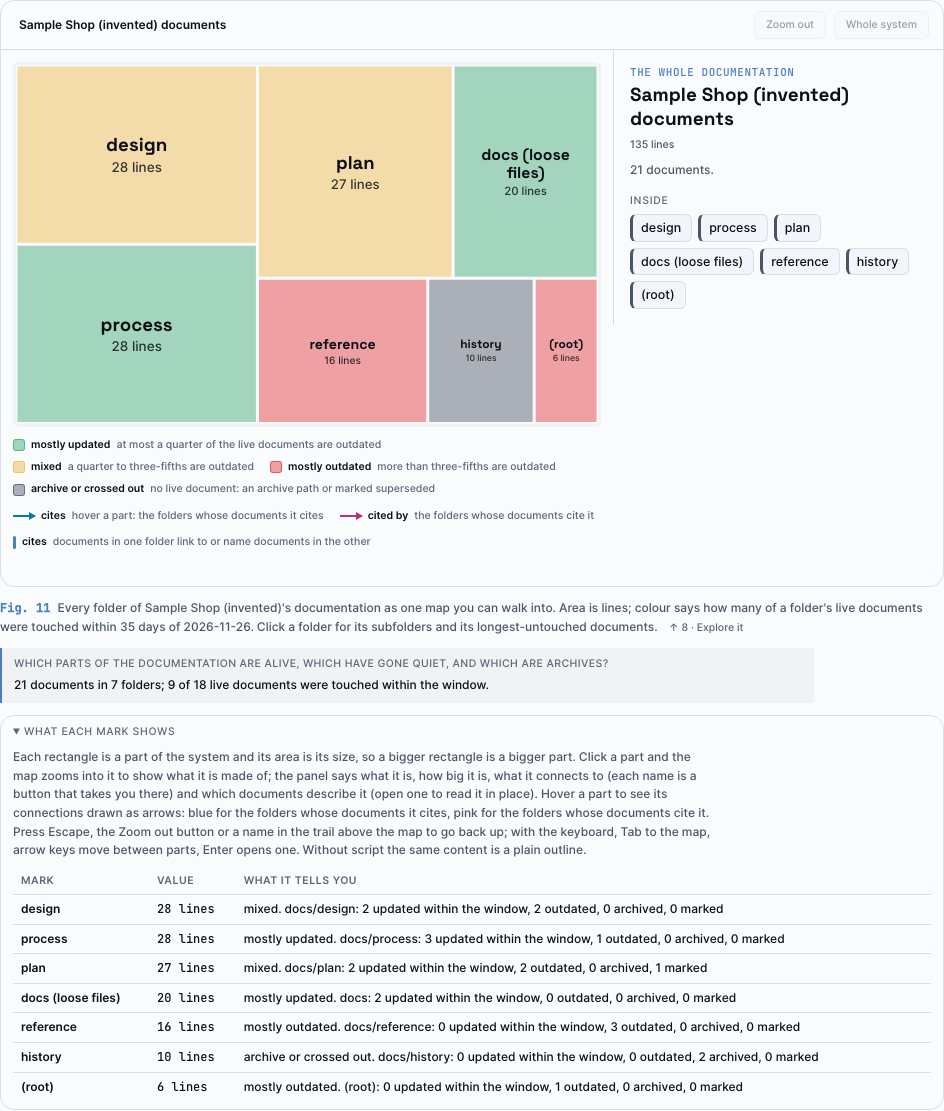 Sample Shop (invented) documents
Zoom out
Whole system
design
28 lines
plan
27 lines
docs (loose
files)
20 lines
process
28 lines
reference
16 lines
history
10 lines
(root)
6 lines
THE WHOLE DOCUMENTATION
Sample Shop (invented)
documents
135 lines
21 documents.
INSIDE
design
process
plan
docs (loose files)
reference
history
(root)
mostly updated at most a quarter of the live documents are outdated
mixed a quarter to three-fifths are outdated
mostly outdated more than three-fifths are outdated
archive or crossed out no live document: an archive path or marked superseded
cites hover a part: the folders whose documents it cites
cited by the folders whose documents cite it
cites documents in one folder link to or name documents in the other
Fig. 11 Every folder of Sample Shop (invented)'s documentation as one map you can walk into. Area is lines; colour says how many of a folder's live documents
were touched within 35 days of 2026-11-26. Click a folder for its subfolders and its longest-untouched documents. ↑ 8 · Explore it
WHICH PARTS OF THE DOCUMENTATION ARE ALIVE, WHICH HAVE GONE QUIET, AND WHICH ARE ARCHIVES?
21 documents in 7 folders; 9 of 18 live documents were touched within the window.
▼ WHAT EACH MARK SHOWS
Each rectangle is a part of the system and its area is its size, so a bigger rectangle is a bigger part. Click a part and the
map zooms into it to show what it is made of; the panel says what it is, how big it is, what it connects to (each name is a
button that takes you there) and which documents describe it (open one to read it in place). Hover a part to see its
connections drawn as arrows: blue for the folders whose documents it cites, pink for the folders whose documents cite it.
Press Escape, the Zoom out button or a name in the trail above the map to go back up; with the keyboard, Tab to the map,
arrow keys move between parts, Enter opens one. Without script the same content is a plain outline.
MARK VALUE WHAT IT TELLS YOU
design 28 lines mixed. docs/design: 2 updated within the window, 2 outdated, 0 archived, 0 marked
process 28 lines mostly updated. docs/process: 3 updated within the window, 1 outdated, 0 archived, 0 marked
plan 27 lines mixed. docs/plan: 2 updated within the window, 2 outdated, 0 archived, 1 marked
docs (loose files) 20 lines mostly updated. docs: 2 updated within the window, 0 outdated, 0 archived, 0 marked
reference 16 lines mostly outdated. docs/reference: 0 updated within the window, 3 outdated, 0 archived, 0 marked
history 10 lines archive or crossed out. docs/history: 0 updated within the window, 0 outdated, 2 archived, 0 marked
(root) 6 lines mostly outdated. (root): 0 updated within the window, 1 outdated, 0 archived, 0 marked